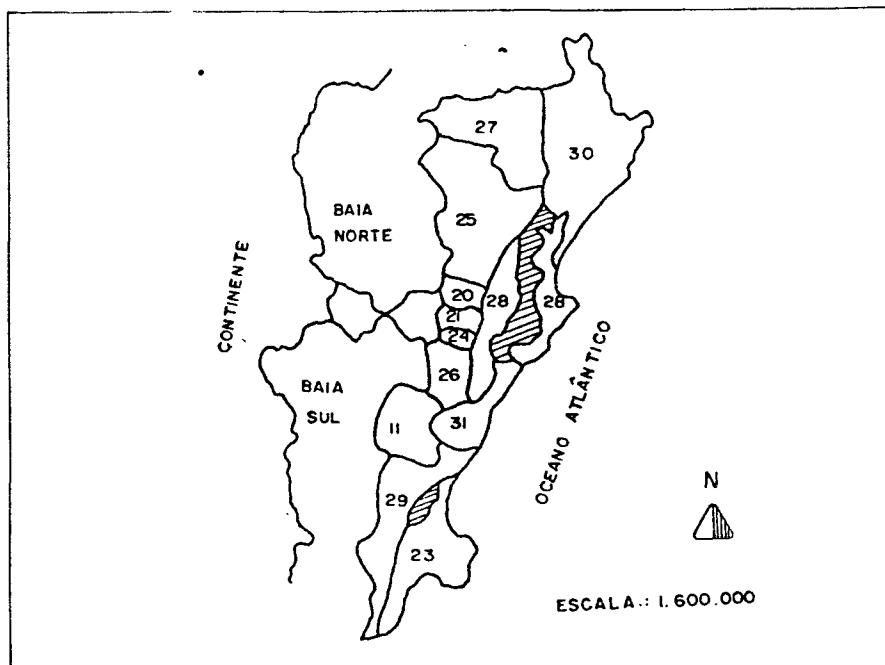 27
30
BAIA
NORTE
25
CONTINENTE
20
28
28
21
24
26
BAIA
SUL
11
31
OCEANO ATLÂNTICO
29
N
23
ESCALA.: 1.600.000